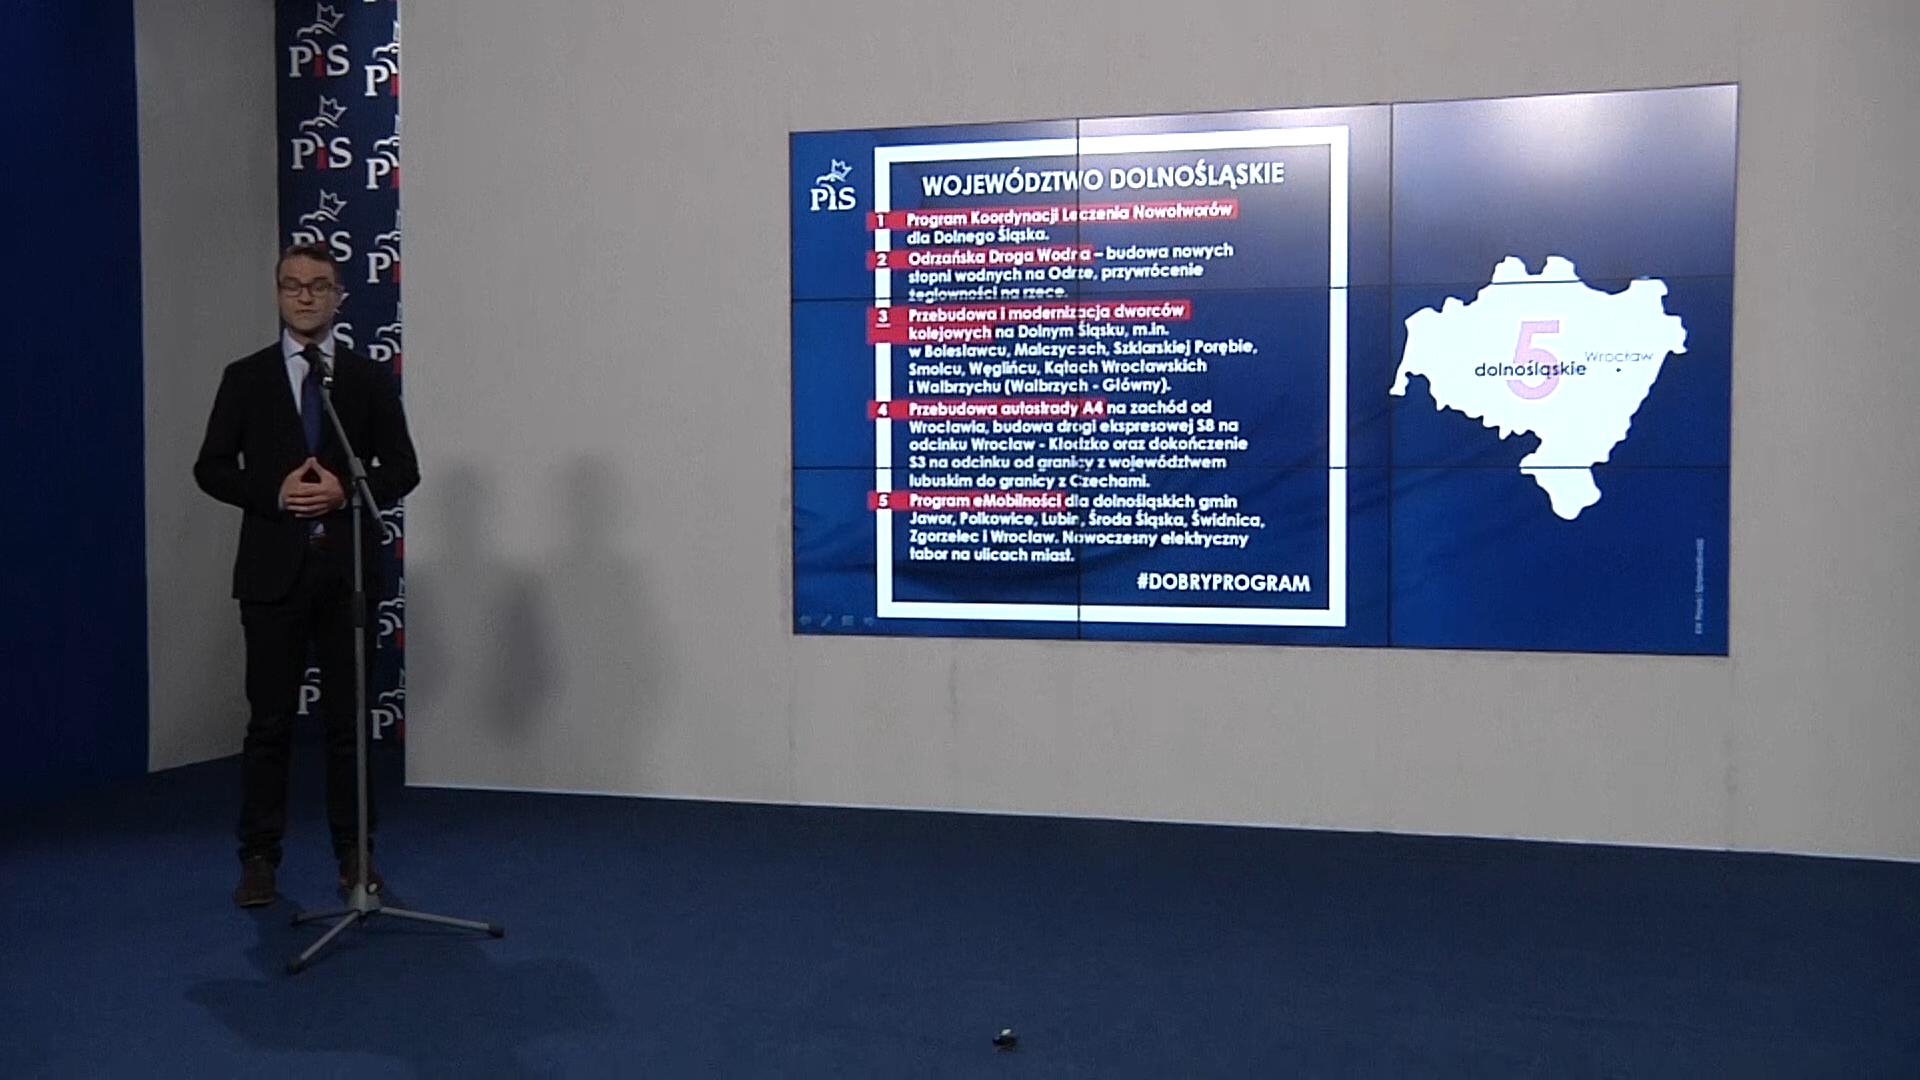 PiS
PiS
PiS
PiS
PiS
WOJEWÓDZTWO DOLNOŚLĄSKIE
1 Program Koordynacji Leczenia Nowotworów
dla Dolnego Śląska.
2 Odrzańska Droga Wodna – budowa nowych
stopni wodnych na Odrze, przywrócenie
żeglowności na rzece.
3 Przebudowa i modernizacja dworców
kolejowych na Dolnym Śląsku, m.in.
w Bolesławcu, Malczycach, Szklarskiej Porębie,
Smolcu, Węglińcu, Kątach Wrocławskich
i Wałbrzychu (Wałbrzych - Główny).
4 Przebudowa autostrady A4 na zachód od
Wrocławia, budowa drogi ekspresowej S8 na
odcinku Wrocław - Kłodzko oraz dokończenie
S3 na odcinku od granicy z województwem
lubuskim do granicy z Czechami.
5 Program eMobilności dla dolnośląskich gmin
Jawor, Polkowice, Lubin, Środa Śląska, Świdnica,
Zgorzelec i Wrocław. Nowoczesny elektryczny
tabor na ulicach miast.
#DOBRYPROGRAM
5
dolnośląskie
Wrocław